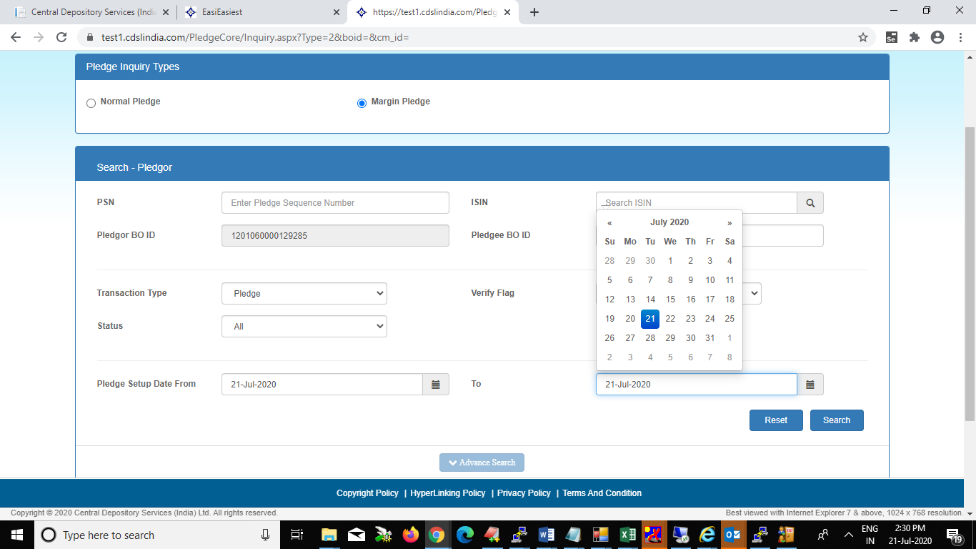 Central Depository Services (Indi
EasiEasiest
https://test1.cdslindia.com/Pledg
test1.cdslindia.com/PledgeCore/Inquiry.aspx?Type=2&boid=&cm_id=
Pledge Inquiry Types
Normal Pledge
Margin Pledge
Search - Pledgor
PSN
Enter Pledge Sequence Number
ISIN
Search ISIN
Pledgor BO ID
1201060000129285
Pledgee BO ID
« July 2020 »
Su Mo Tu We Th Fr Sa
28 29 30 1 2 3 4
5 6 7 8 9 10 11
12 13 14 15 16 17 18
19 20 21 22 23 24 25
26 27 28 29 30 31 1
2 3 4 5 6 7 8
Transaction Type
Pledge
Verify Flag
Status
All
Pledge Setup Date From
21-Jul-2020
To
21-Jul-2020
Reset
Search
Advance Search
Copyright Policy | HyperLinking Policy | Privacy Policy | Terms And Condition
Copyright © 2020 Central Depository Services (India) Ltd. All rights reserved.
Best viewed with Internet Explorer 7 & above, 1024 x 768 resolution.
Type here to search
ENG
IN
2:30 PM
21-Jul-2020
19